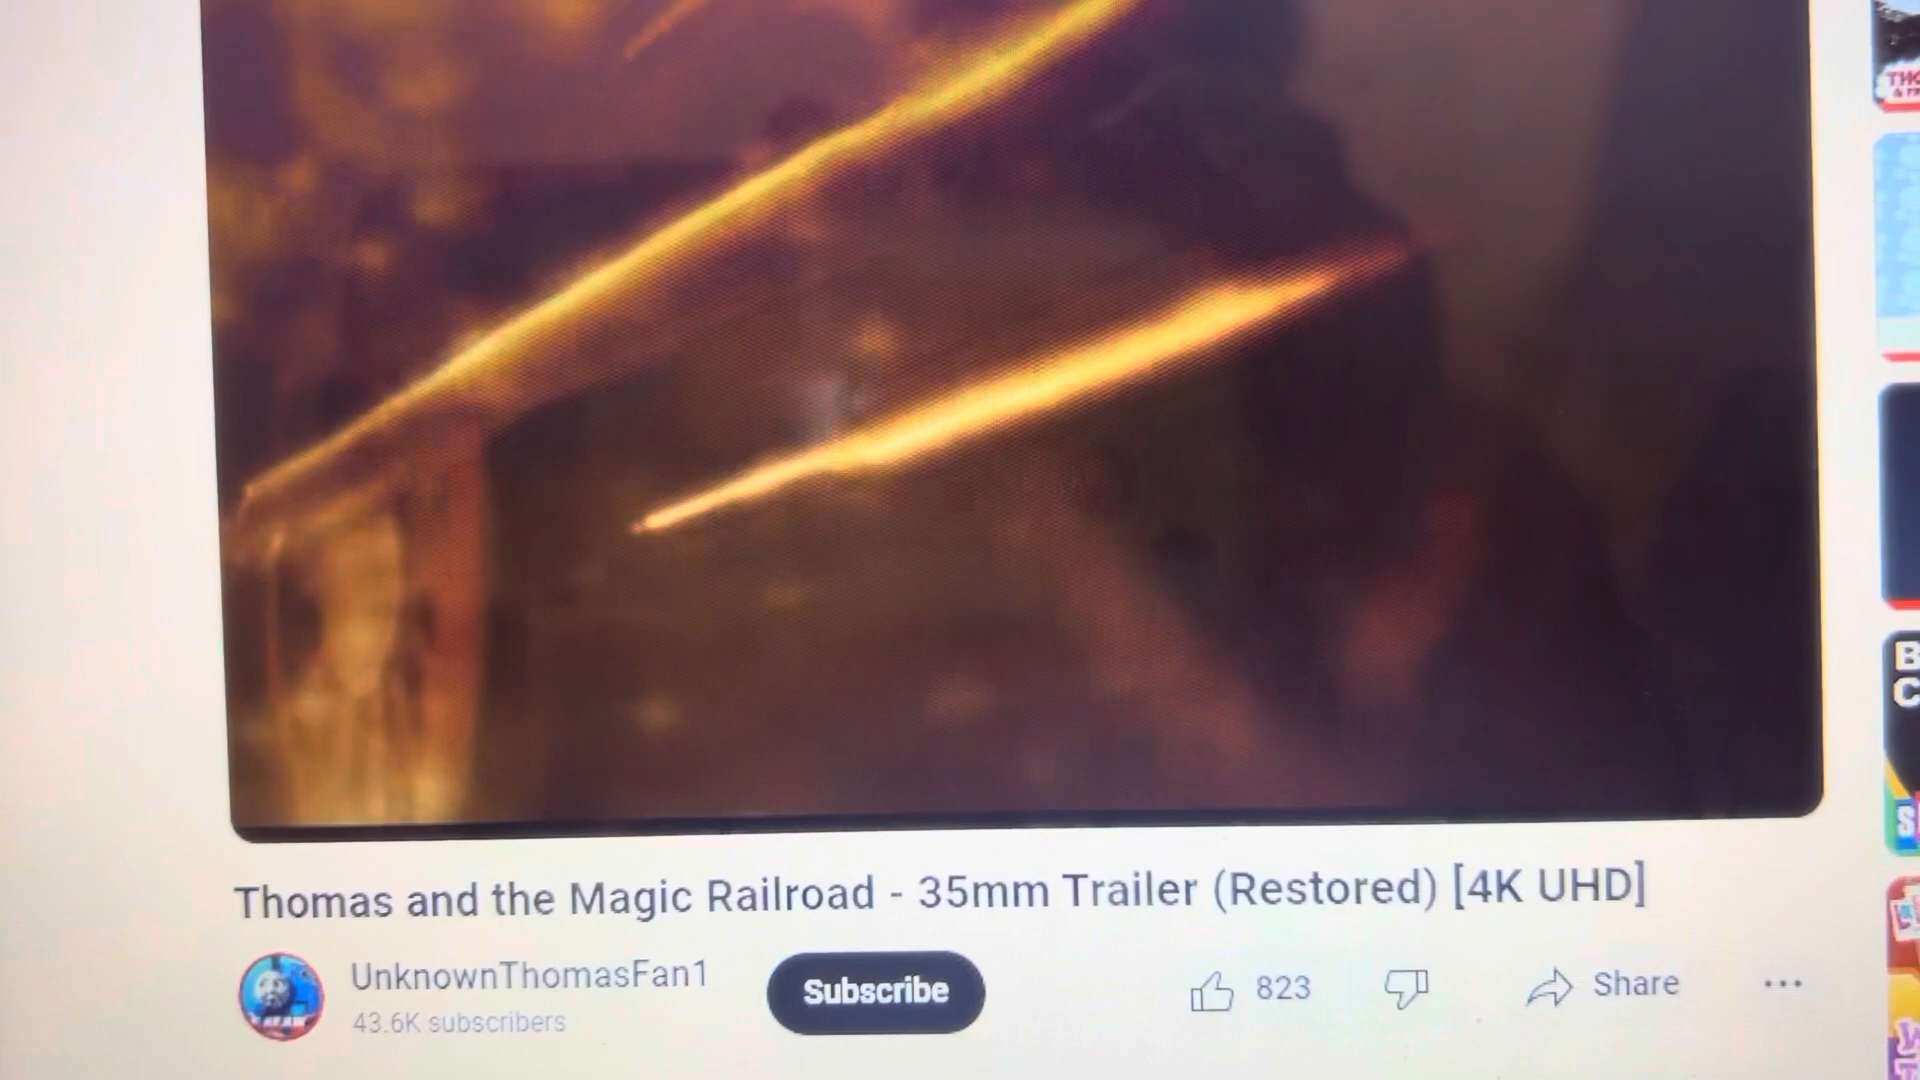 Thomas and the Magic Railroad - 35mm Trailer (Restored) [4K UHD]
UnknownThomasFan1
43.6K subscribers
Subscribe
823
Share